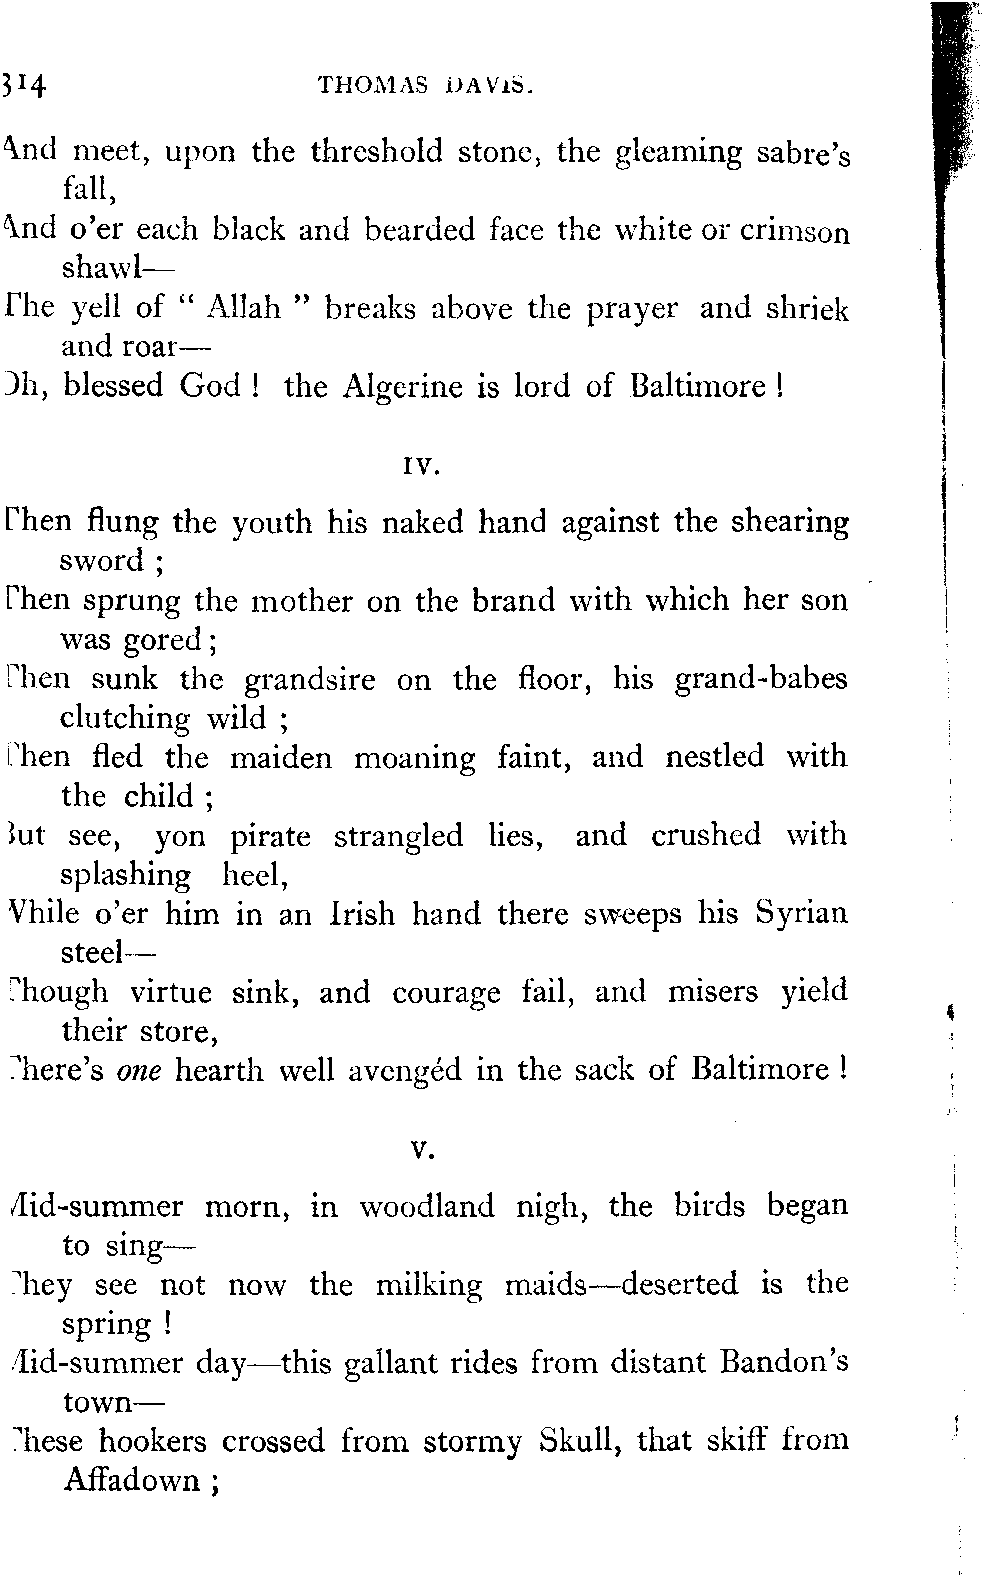 314 THOMAS DAVIS.
And meet, upon the threshold stone, the gleaming sabre's
fall,
And o'er each black and bearded face the white or crimson
shawl—
The yell of " Allah " breaks above the prayer and shriek
and roar—
Oh, blessed God ! the Algerine is lord of Baltimore !
IV.
Then flung the youth his naked hand against the shearing
sword ;
Then sprung the mother on the brand with which her son
was gored ;
Then sunk the grandsire on the floor, his grand-babes
clutching wild ;
Then fled the maiden moaning faint, and nestled with
the child ;
But see, yon pirate strangled lies, and crushed with
splashing heel,
While o'er him in an Irish hand there sweeps his Syrian
steel—
Though virtue sink, and courage fail, and misers yield
their store,
There's one hearth well avengéd in the sack of Baltimore !
V.
Mid-summer morn, in woodland nigh, the birds began
to sing—
They see not now the milking maids—deserted is the
spring !
Mid-summer day—this gallant rides from distant Bandon's
town—
These hookers crossed from stormy Skull, that skiff from
Affadown ;